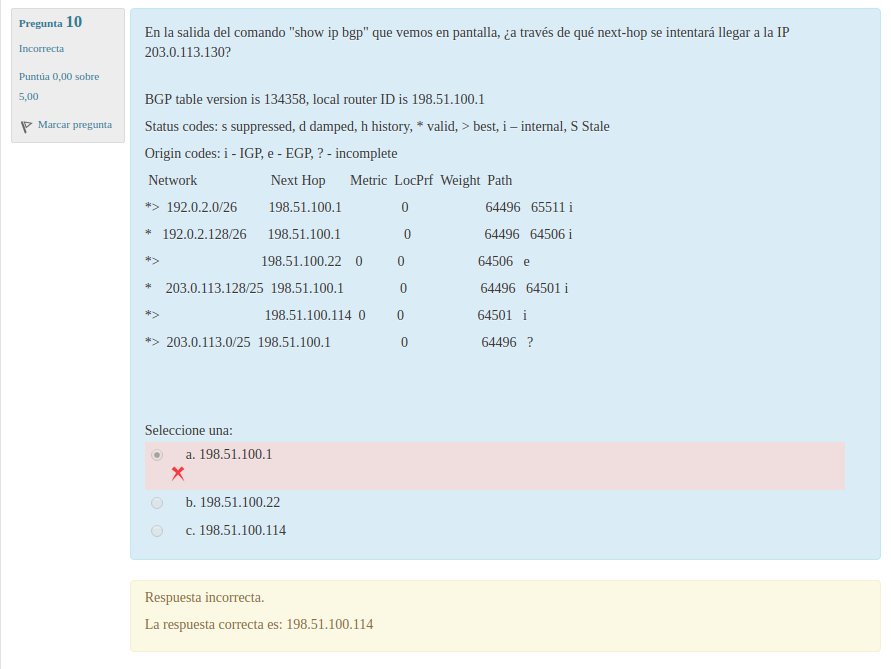 Pregunta 10
Incorrecta
Puntúa 0,00 sobre
5,00
Marcar pregunta
En la salida del comando "show ip bgp" que vemos en pantalla, ¿a través de qué next-hop se intentará llegar a la IP
203.0.113.130?
BGP table version is 134358, local router ID is 198.51.100.1
Status codes: s suppressed, d damped, h history, * valid, > best, i – internal, S Stale
Origin codes: i - IGP, e - EGP, ? - incomplete
Network Next Hop Metric LocPrf Weight Path
*> 192.0.2.0/26 198.51.100.1 0 64496 65511 i
* 192.0.2.128/26 198.51.100.1 0 64496 64506 i
*> 198.51.100.22 0 0 64506 e
* 203.0.113.128/25 198.51.100.1 0 64496 64501 i
*> 198.51.100.114 0 0 64501 i
*> 203.0.113.0/25 198.51.100.1 0 64496 ?
Seleccione una:
a. 198.51.100.1
b. 198.51.100.22
c. 198.51.100.114
Respuesta incorrecta.
La respuesta correcta es: 198.51.100.114